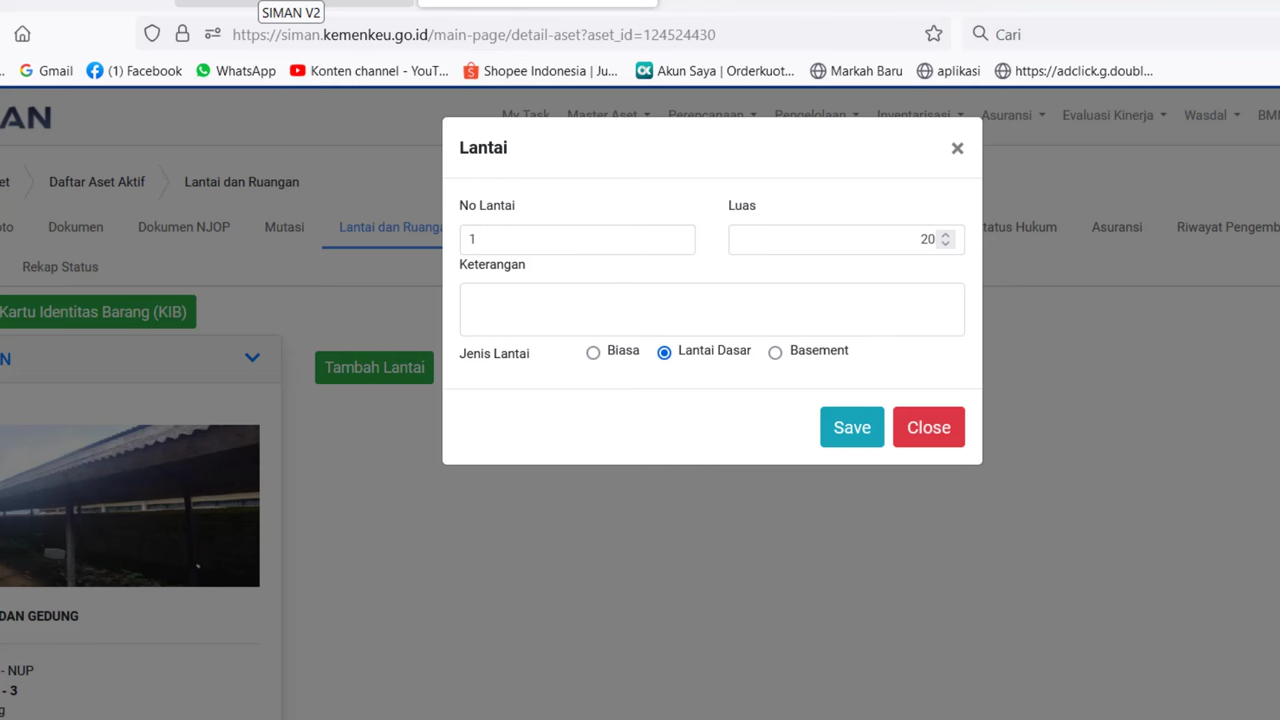 SIMAN V2
https://siman.kemenkeu.go.id/main-page/detail-aset?aset_id=124524430
Cari
... Gmail (1) Facebook WhatsApp Konten channel - YouT... Shopee Indonesia | Ju... Akun Saya | Orderkuot... Markah Baru aplikasi https://adclick.g.doubl...
AN My Task Master Aset Perencanaan Pengelolaan Inventarisasi Asuransi Evaluasi Kinerja Wasdal BM
Lantai ×
et Daftar Aset Aktif Lantai dan Ruangan
No Lantai Luas
oto Dokumen Dokumen NJOP Mutasi Lantai dan Ruanga tatus Hukum Asuransi Riwayat Pengemb
1 20
Rekap Status
Keterangan
Kartu Identitas Barang (KIB)
Jenis Lantai Biasa Lantai Dasar Basement
N
Tambah Lantai
Save Close
DAN GEDUNG
- NUP
- 3
g